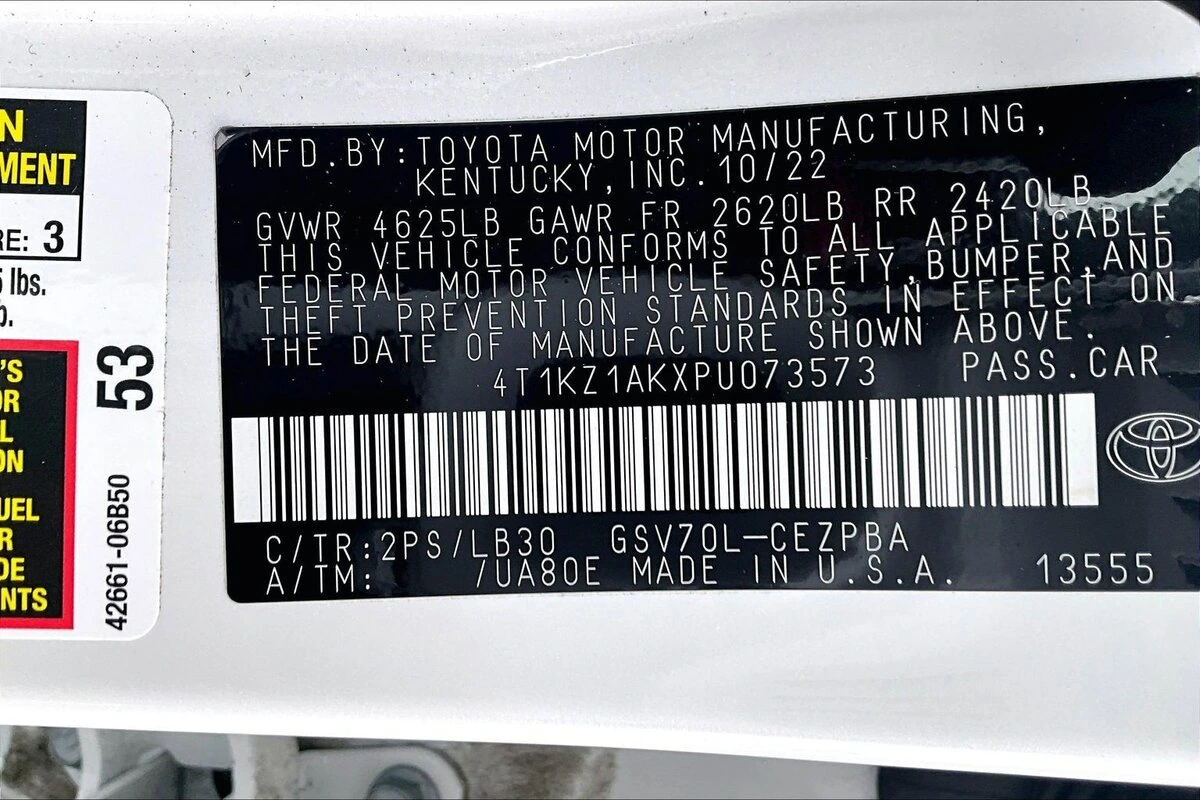 N
MENT
RE: 3
5 lbs.
'S
OR
L
ON
UEL
R
DE
NTS
53
42661-06B50
MFD.BY:TOYOTA MOTOR MANUFACTURING,
KENTUCKY,INC.10/22
GVWR 4625LB GAWR FR 2620LB RR 2420LB
THIS VEHICLE CONFORMS TO ALL APPLICABLE
FEDERAL MOTOR VEHICLE SAFETY,BUMPER,AND
THEFT PREVENTION STANDARDS IN EFFECT ON
THE DATE OF MANUFACTURE SHOWN ABOVE.
4T1KZ1AKXPU073573 PASS.CAR
C/TR:2PS/LB30 GSV70L-CEZPBA
A/TM: /UA80E MADE IN U.S.A. 13555